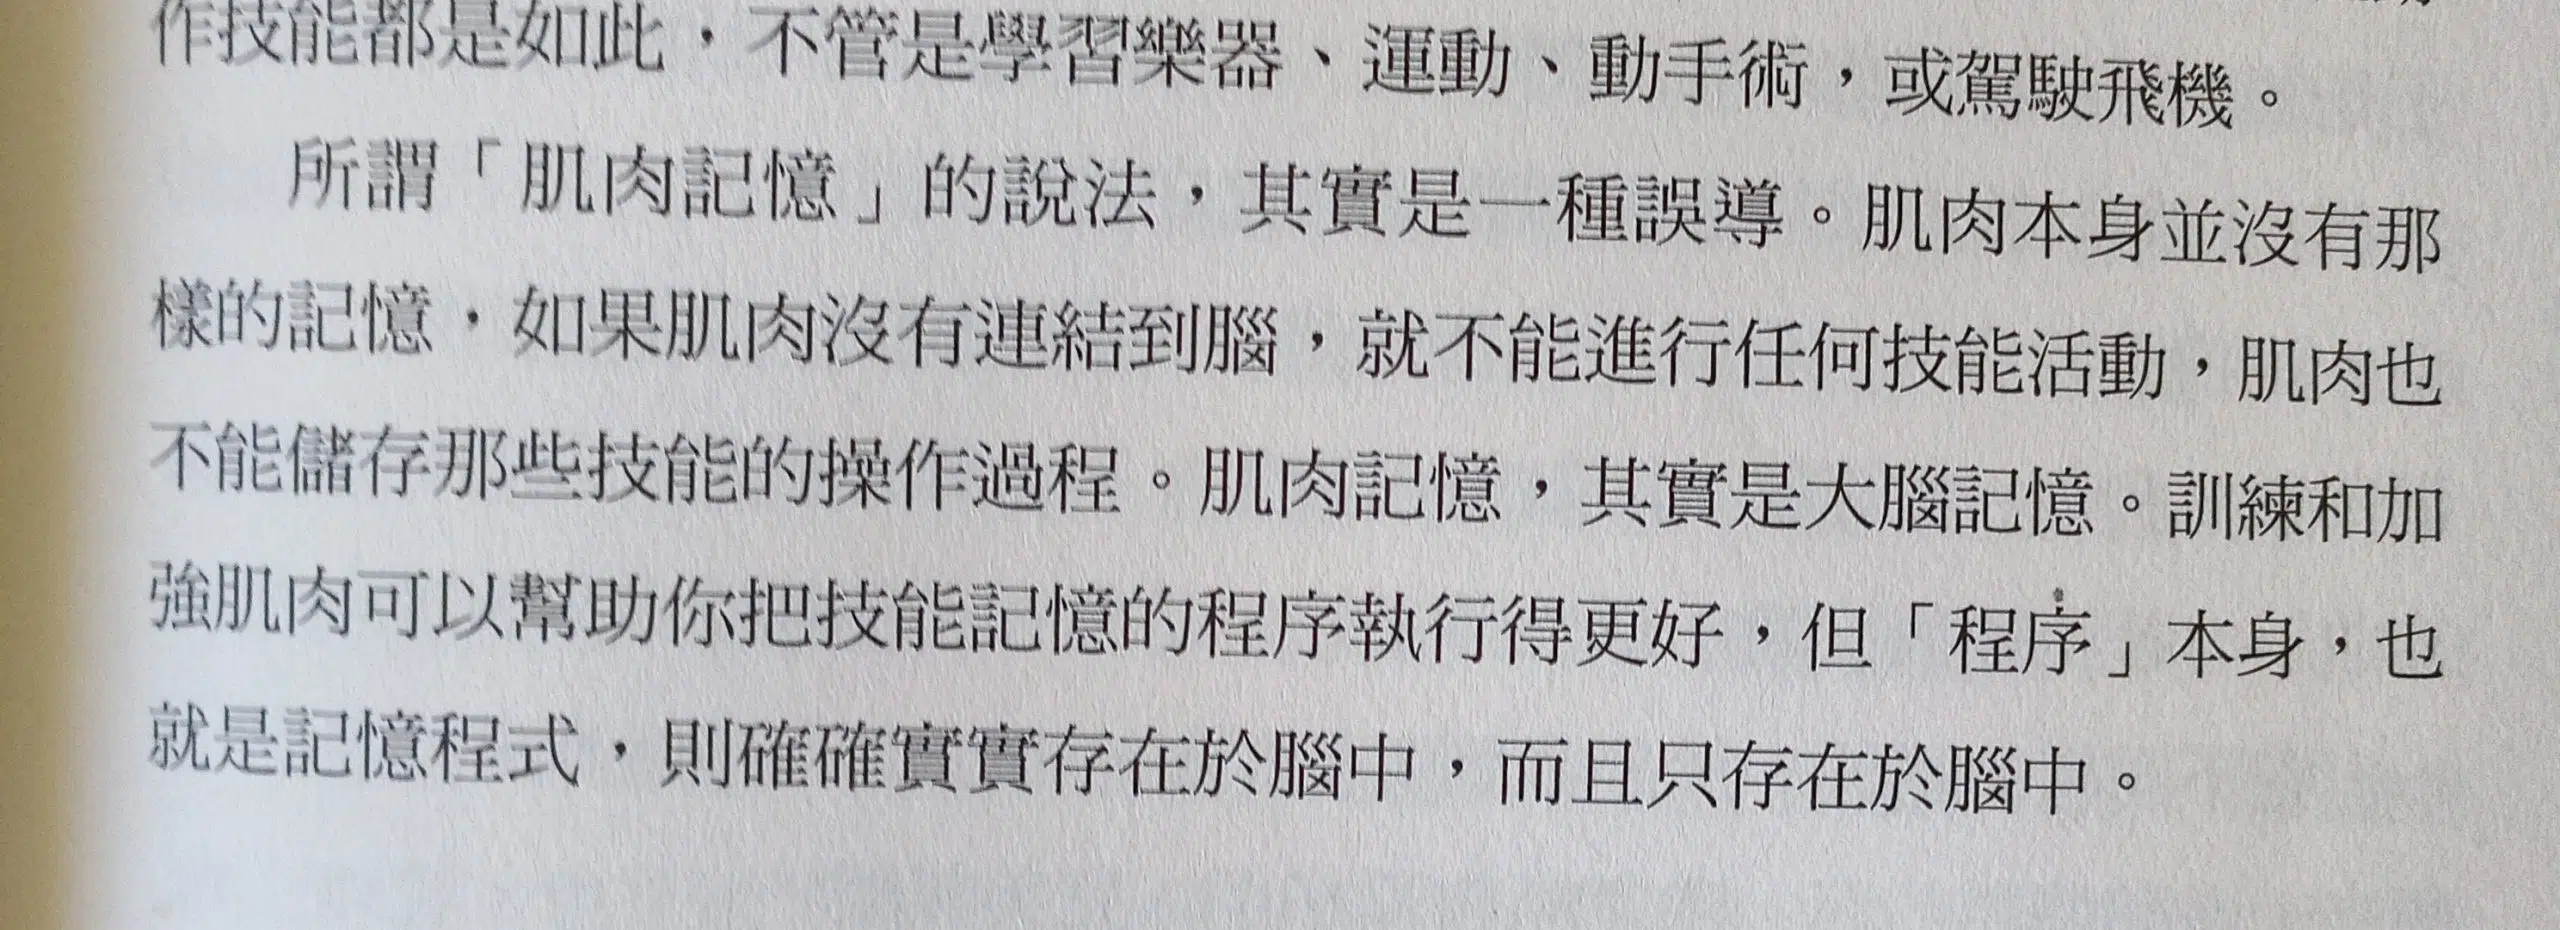 作技能都是如此，不管是學習樂器、運動、動手術，或駕駛飛機。
所謂「肌肉記憶」的說法，其實是一種誤導。肌肉本身並沒有那
樣的記憶，如果肌肉沒有連結到腦，就不能進行任何技能活動，肌肉也
不能儲存那些技能的操作過程。肌肉記憶，其實是大腦記憶。訓練和加
強肌肉可以幫助你把技能記憶的程序執行得更好，但「程序」本身，也
就是記憶程式，則確確實實存在於腦中，而且只存在於腦中。